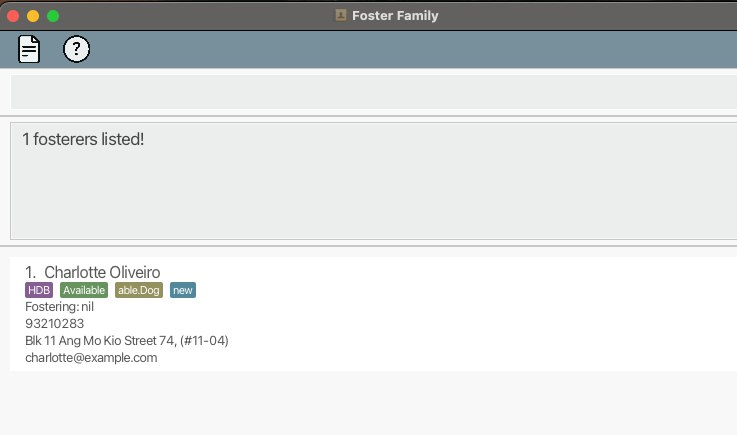 Foster Family
?
1 fosterers listed!
1. Charlotte Oliveiro
HDB Available able.Dog new
Fostering: nil
93210283
Blk 11 Ang Mo Kio Street 74, (#11-04)
charlotte@example.com